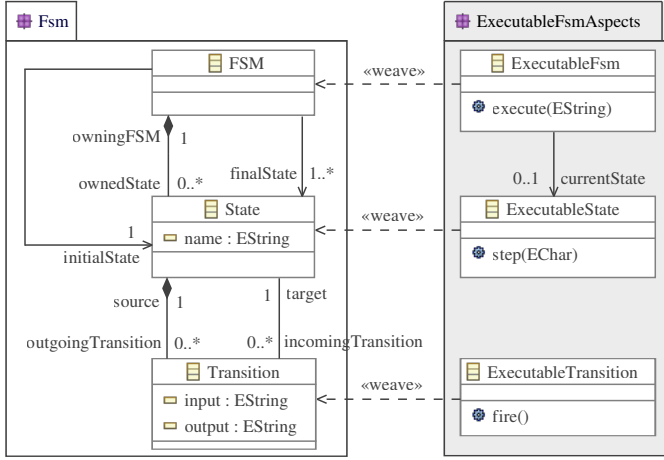 Fsm
ExecutableFsmAspects
FSM
«weave»
ExecutableFsm
execute(EString)
owningFSM 1
ownedState 0..*
finalState 1..*
0..1 currentState
State
«weave»
ExecutableState
name : EString
1
initialState
step(EChar)
source 1
1 target
outgoingTransition 0..*
0..* incomingTransition
Transition
«weave»
ExecutableTransition
input : EString
output : EString
fire()